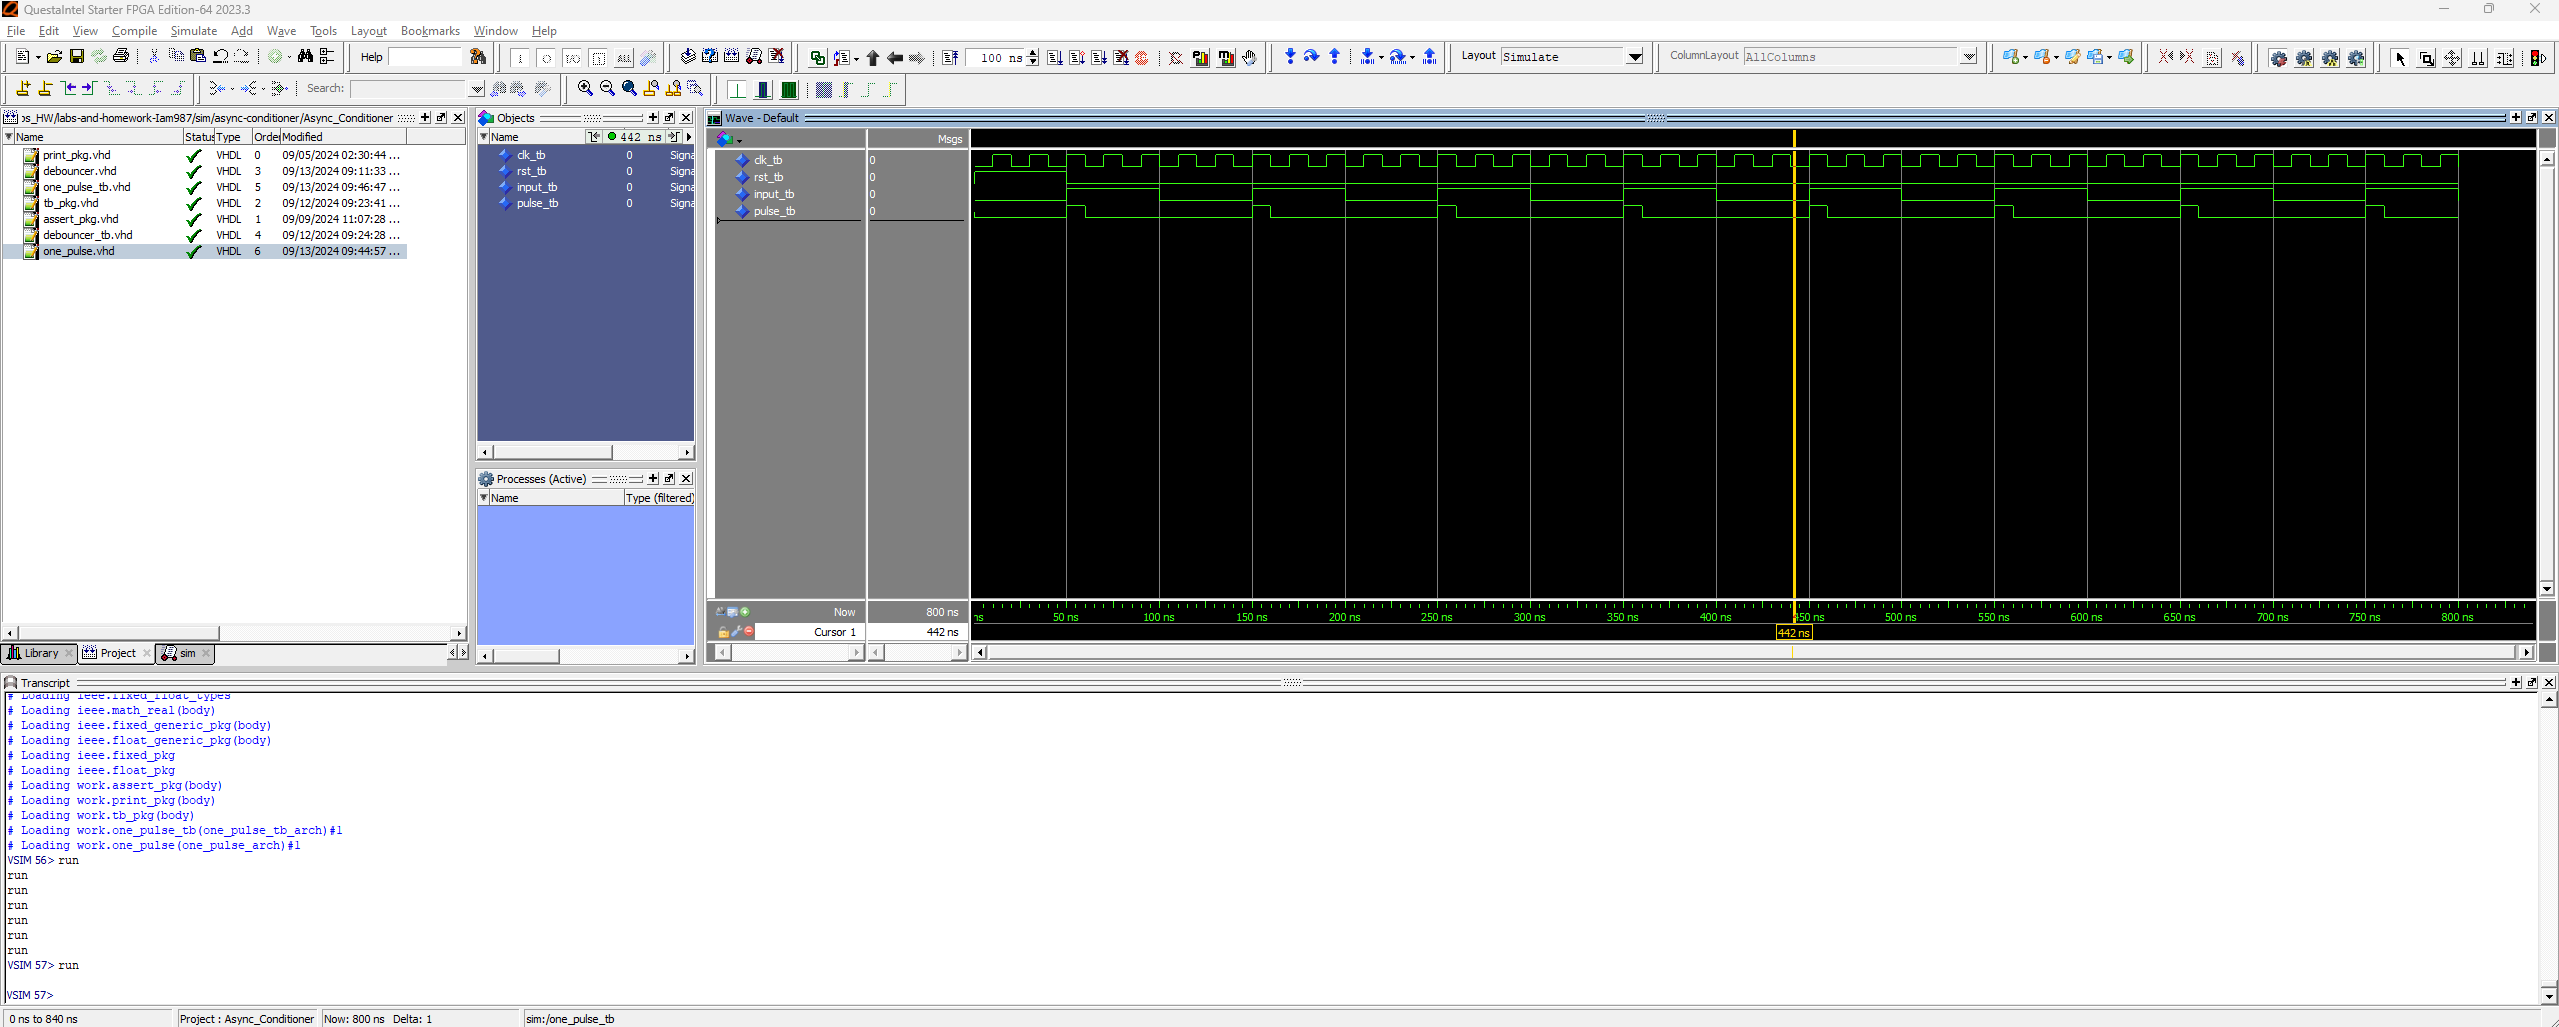 QuestaIntel Starter FPGA Edition-64 2023.3
File Edit View Compile Simulate Add Wave Tools Layout Bookmarks Window Help
Help 100 ns Layout Simulate ColumnLayout AllColumns
Search:
os_HW/labs-and-homework-Iam987/sim/async-conditioner/Async_Conditioner
Name Status Type Order Modified
print_pkg.vhd VHDL 0 09/05/2024 02:30:44 ...
debouncer.vhd VHDL 3 09/13/2024 09:11:33 ...
one_pulse_tb.vhd VHDL 5 09/13/2024 09:46:47 ...
tb_pkg.vhd VHDL 2 09/12/2024 09:23:41 ...
assert_pkg.vhd VHDL 1 09/09/2024 11:07:28 ...
debouncer_tb.vhd VHDL 4 09/12/2024 09:24:28 ...
one_pulse.vhd VHDL 6 09/13/2024 09:44:57 ...
Library Project sim
Objects
Name 442 ns
clk_tb 0 Signa
rst_tb 0 Signa
input_tb 0 Signa
pulse_tb 0 Signa
Processes (Active)
Name Type (filtered)
Wave - Default
Msgs
clk_tb 0
rst_tb 0
input_tb 0
pulse_tb 0
Now 800 ns
ns 50 ns 100 ns 150 ns 200 ns 250 ns 300 ns 350 ns 400 ns 450 ns 500 ns 550 ns 600 ns 650 ns 700 ns 750 ns 800 ns
Cursor 1 442 ns 442 ns
Transcript
# Loading ieee.fixed_float_types
# Loading ieee.math_real(body)
# Loading ieee.fixed_generic_pkg(body)
# Loading ieee.float_generic_pkg(body)
# Loading ieee.fixed_pkg
# Loading ieee.float_pkg
# Loading work.assert_pkg(body)
# Loading work.print_pkg(body)
# Loading work.tb_pkg(body)
# Loading work.one_pulse_tb(one_pulse_tb_arch)#1
# Loading work.one_pulse(one_pulse_arch)#1
VSIM 56> run
run
run
run
run
run
run
VSIM 57> run
VSIM 57>
0 ns to 840 ns Project : Async_Conditioner Now: 800 ns Delta: 1 sim:/one_pulse_tb